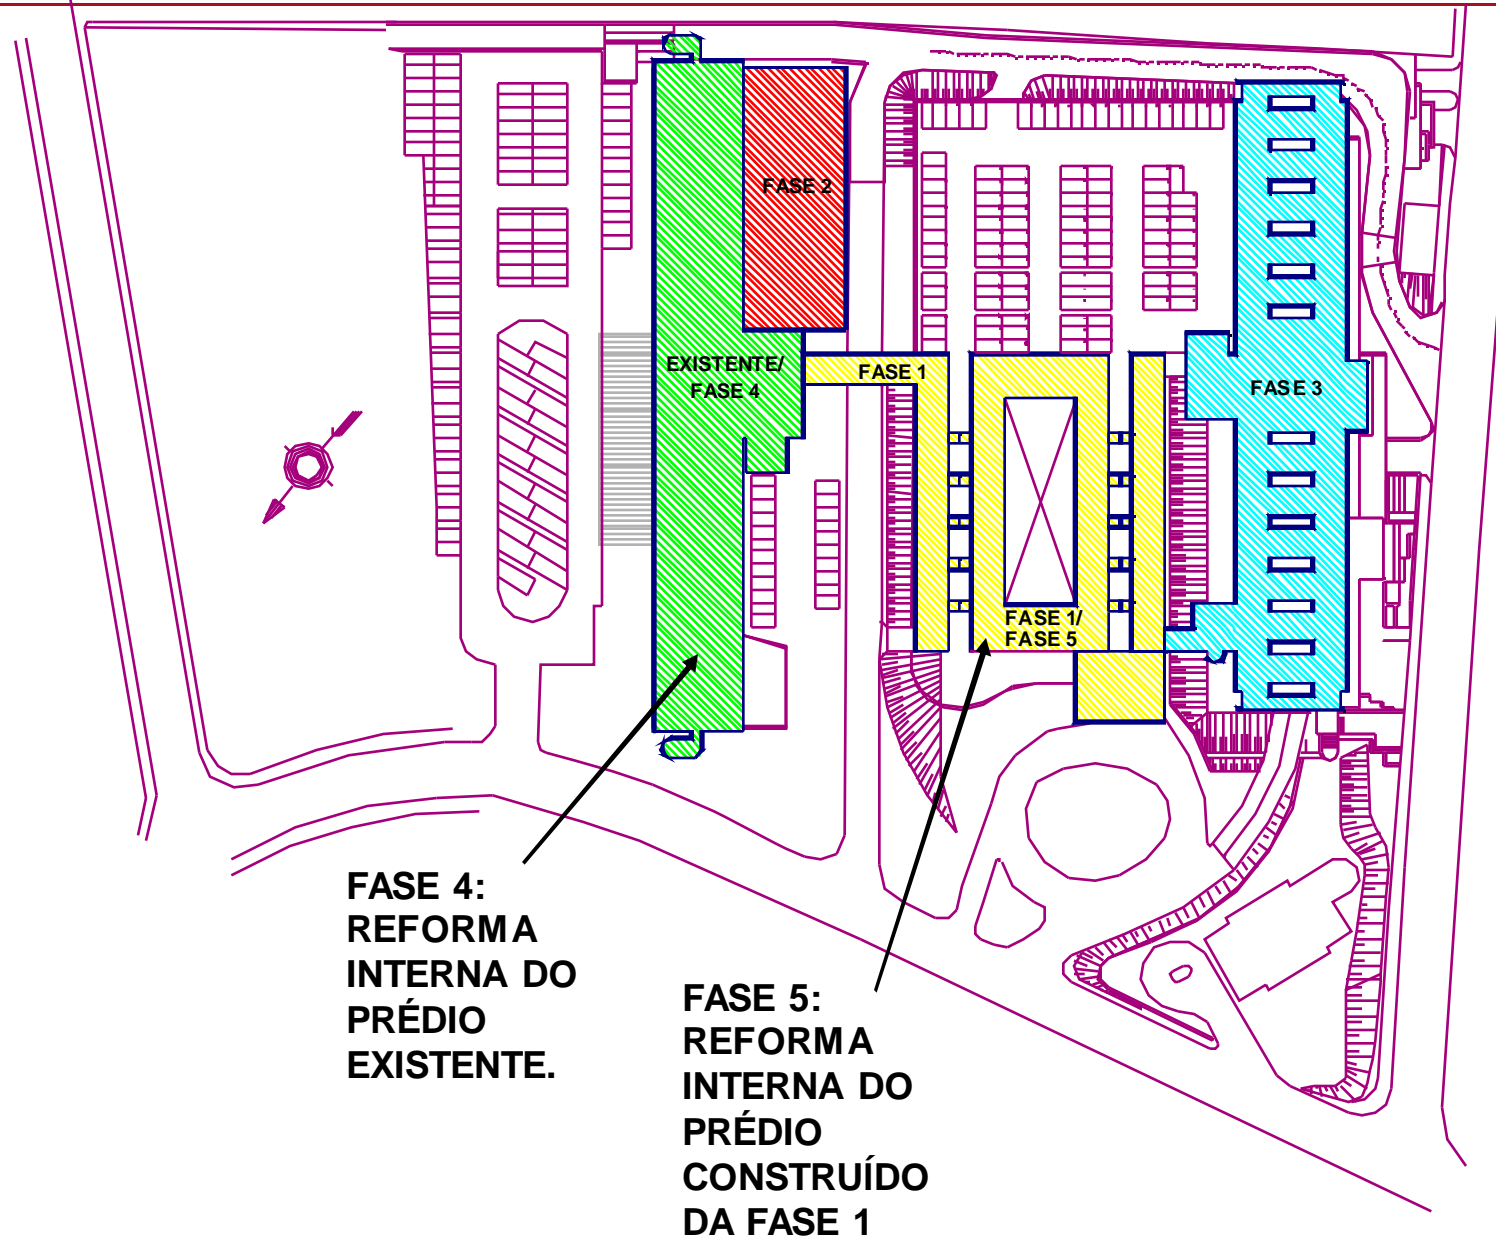 FASE 2
EXISTENTE/
FASE 4
FASE 1
FASE 3
FASE 1/
FASE 5
FASE 4:
REFORMA
INTERNA DO
PRÉDIO
EXISTENTE.
FASE 5:
REFORMA
INTERNA DO
PRÉDIO
CONSTRUÍDO
DA FASE 1